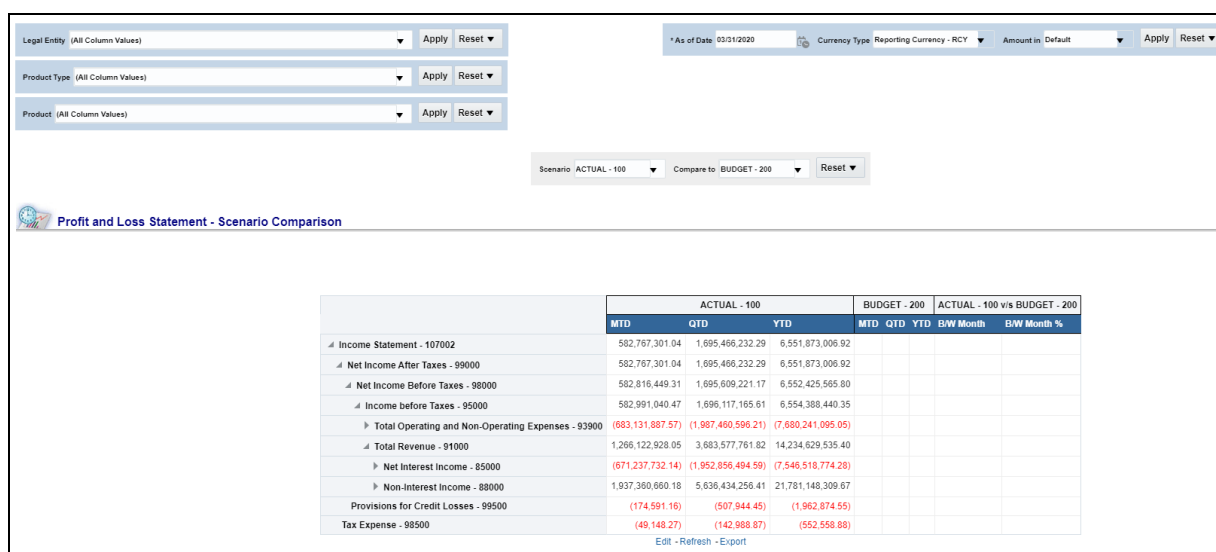 Legal Entity (All Column Values) Apply Reset
* As of Date 03/31/2020 Currency Type Reporting Currency - RCY Amount in Default Apply Reset
Product Type (All Column Values) Apply Reset
Product (All Column Values) Apply Reset
Scenario ACTUAL - 100 Compare to BUDGET - 200 Reset
Profit and Loss Statement - Scenario Comparison
ACTUAL - 100 BUDGET - 200 ACTUAL - 100 v/s BUDGET - 200
MTD QTD YTD MTD QTD YTD B/W Month B/W Month %
Income Statement - 107002 582,767,301.04 1,695,466,232.29 6,551,873,006.92
Net Income After Taxes - 99000 582,767,301.04 1,695,466,232.29 6,551,873,006.92
Net Income Before Taxes - 98000 582,816,449.31 1,695,609,221.17 6,552,425,565.80
Income before Taxes - 95000 582,991,040.47 1,696,117,165.61 6,554,388,440.35
Total Operating and Non-Operating Expenses - 93900 (683,131,887.57) (1,987,460,596.21) (7,680,241,095.05)
Total Revenue - 91000 1,266,122,928.05 3,683,577,761.82 14,234,629,535.40
Net Interest Income - 85000 (671,237,732.14) (1,952,856,494.59) (7,546,518,774.28)
Non-Interest Income - 88000 1,937,360,660.18 5,636,434,256.41 21,781,148,309.67
Provisions for Credit Losses - 99500 (174,591.16) (507,944.45) (1,962,874.55)
Tax Expense - 98500 (49,148.27) (142,988.87) (552,558.88)
Edit - Refresh - Export